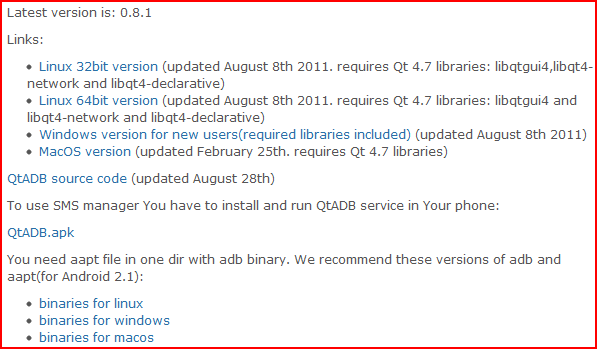 Latest version is: 0.8.1
Links:
Linux 32bit version (updated August 8th 2011. requires Qt 4.7 libraries: libqtgui4,libqt4-
network and libqt4-declarative)
Linux 64bit version (updated August 8th 2011. requires Qt 4.7 libraries: libqtgui4 and
libqt4-network and libqt4-declarative)
Windows version for new users(required libraries included) (updated August 8th 2011)
MacOS version (updated February 25th. requires Qt 4.7 libraries)
QtADB source code (updated August 28th)
To use SMS manager You have to install and run QtADB service in Your phone:
QtADB.apk
You need aapt file in one dir with adb binary. We recommend these versions of adb and
aapt(for Android 2.1):
binaries for linux
binaries for windows
binaries for macos